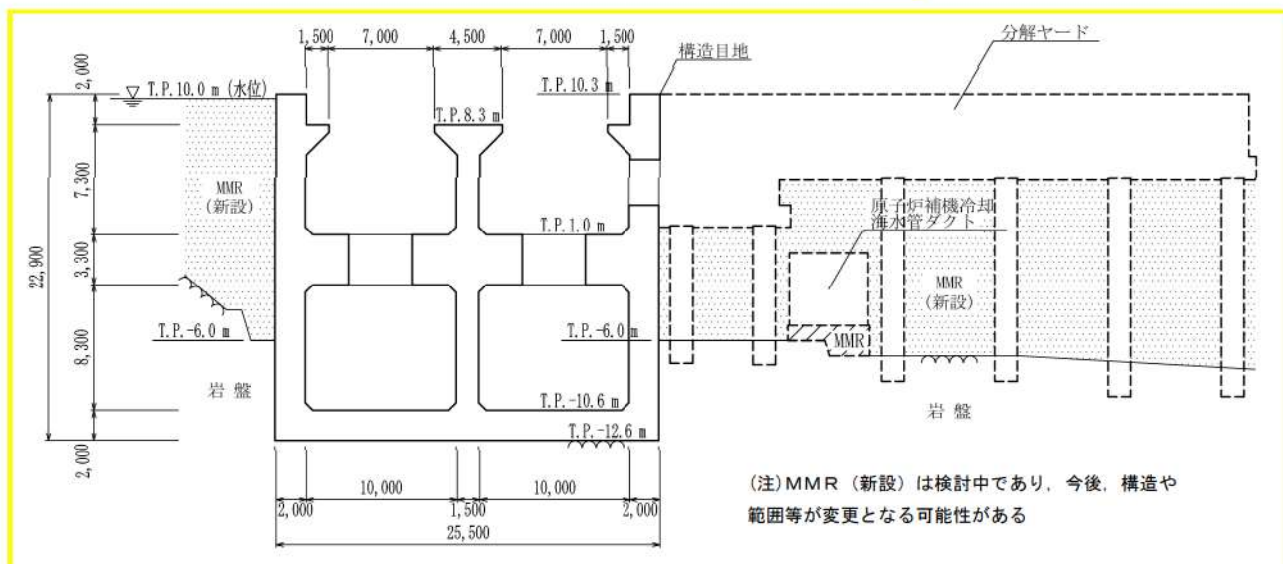 1,500 7,000 4,500 7,000 1,500
構造目地
分解ヤード
2,000
T.P.10.0 m (水位)
T.P.10.3 m
T.P.8.3 m
7,300
MMR
(新設)
原子炉補機冷却
海水管ダクト
T.P.1.0 m
22,900
3,300
MMR
(新設)
T.P.-6.0 m
T.P.-6.0 m
MMR
8,300
岩 盤
T.P.-10.6 m
岩 盤
T.P.-12.6 m
2,000
10,000 10,000
2,000 1,500 2,000
25,500
(注)MMR (新設) は検討中であり，今後，構造や
範囲等が変更となる可能性がある